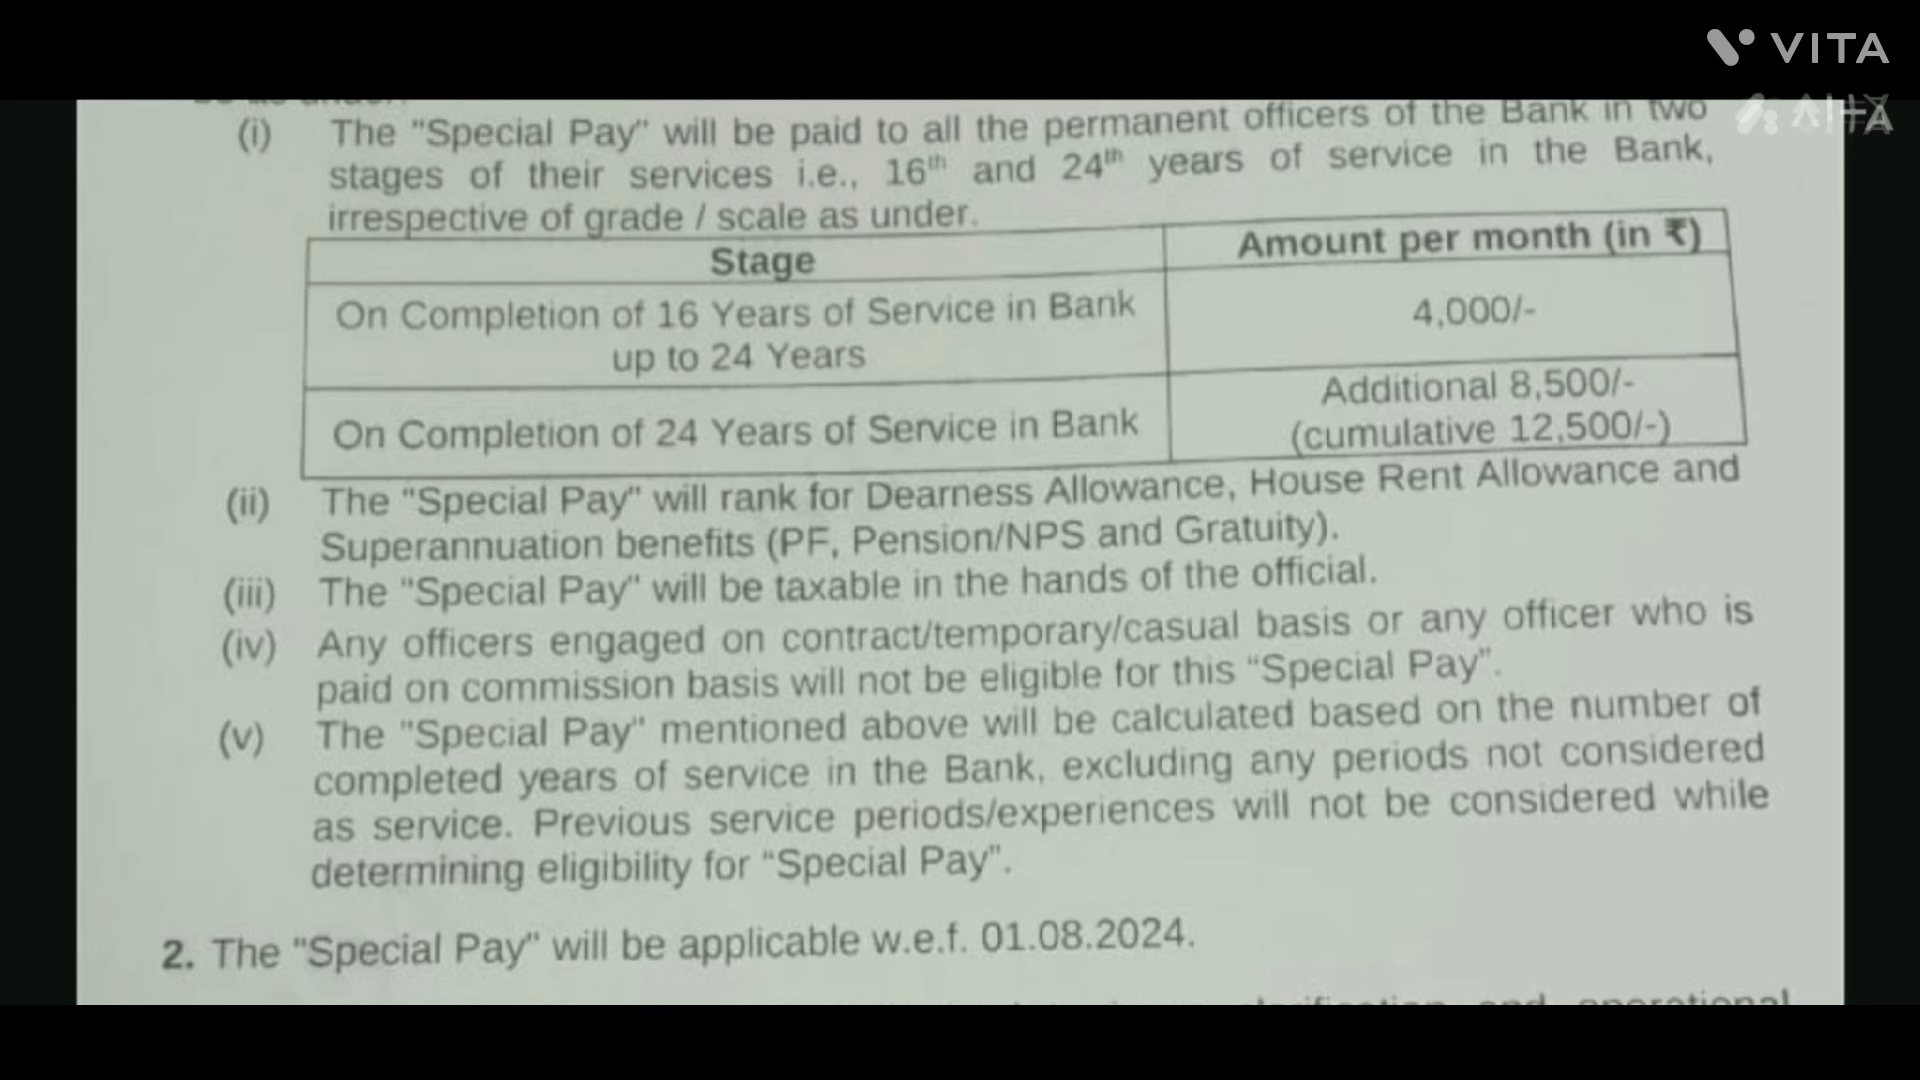 VITA
(i) The "Special Pay" will be paid to all the permanent officers of the Bank in two
stages of their services i.e., 16th and 24th years of service in the Bank,
irrespective of grade / scale as under.
Stage Amount per month (in ₹)
On Completion of 16 Years of Service in Bank
up to 24 Years
4,000/-
On Completion of 24 Years of Service in Bank
Additional 8,500/-
(cumulative 12,500/-)
(ii) The "Special Pay" will rank for Dearness Allowance, House Rent Allowance and
Superannuation benefits (PF, Pension/NPS and Gratuity).
(iii) The "Special Pay" will be taxable in the hands of the official.
(iv) Any officers engaged on contract/temporary/casual basis or any officer who is
paid on commission basis will not be eligible for this “Special Pay”.
(v) The "Special Pay" mentioned above will be calculated based on the number of
completed years of service in the Bank, excluding any periods not considered
as service. Previous service periods/experiences will not be considered while
determining eligibility for “Special Pay”.
2. The "Special Pay" will be applicable w.e.f. 01.08.2024.